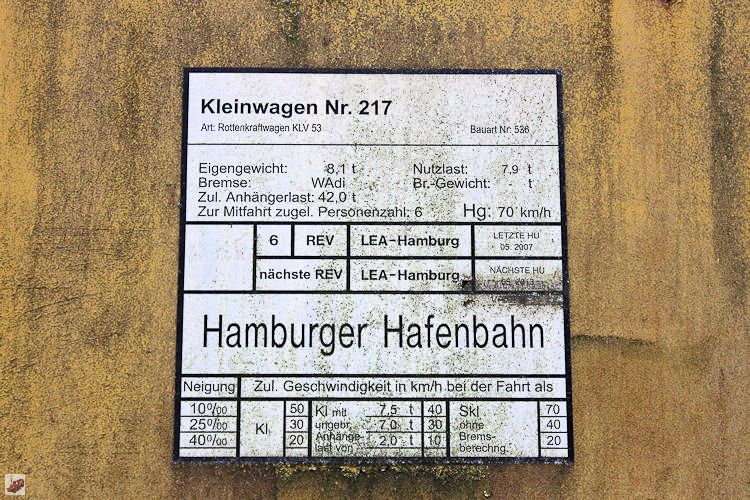 Kleinwagen Nr. 217
Art: Rottenkraftwagen KLV 53 Bauart Nr: 536
Eigengewicht: 8,1 t Nutzlast: 7,9 t
Bremse: WAdi Br.-Gewicht: - t
Zul. Anhängerlast: 42,0 t
Zur Mitfahrt zugel. Personenzahl: 6 Hg: 70 km/h
6 REV LEA-Hamburg LETZTE HU 05. 2007
nächste REV LEA-Hamburg NÄCHSTE HU 05. 2013
Hamburger Hafenbahn
Neigung Zul. Geschwindigkeit in km/h bei der Fahrt als
10‰ Kl 50 Kl mit 7,5 t 40 Skl 70
25‰ 30 ungebr. 7,0 t 30 ohne 40
40‰ 20 Anhänge 2,0 t 10 Brems- 20
last von berechng.